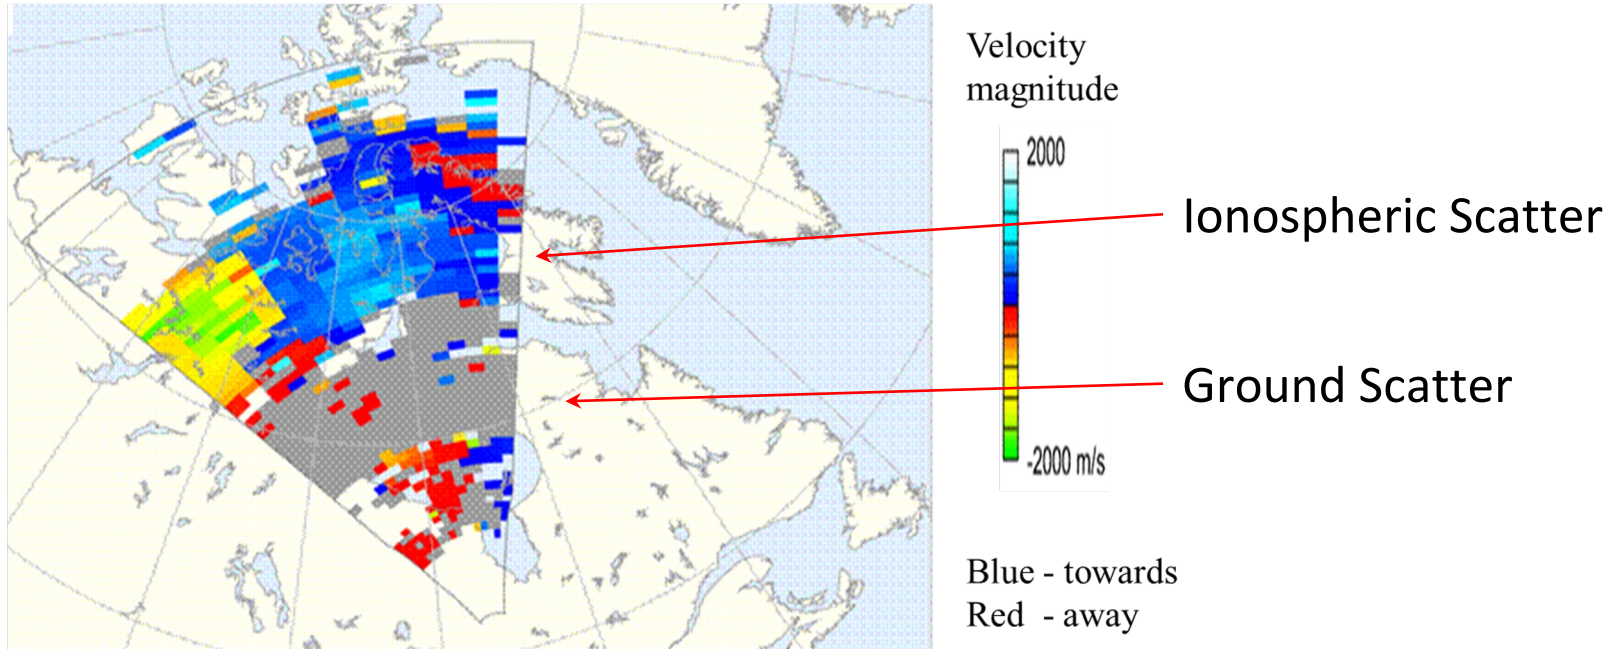 Velocity
magnitude
2000
Ionospheric Scatter
Ground Scatter
-2000 m/s
Blue - towards
Red - away